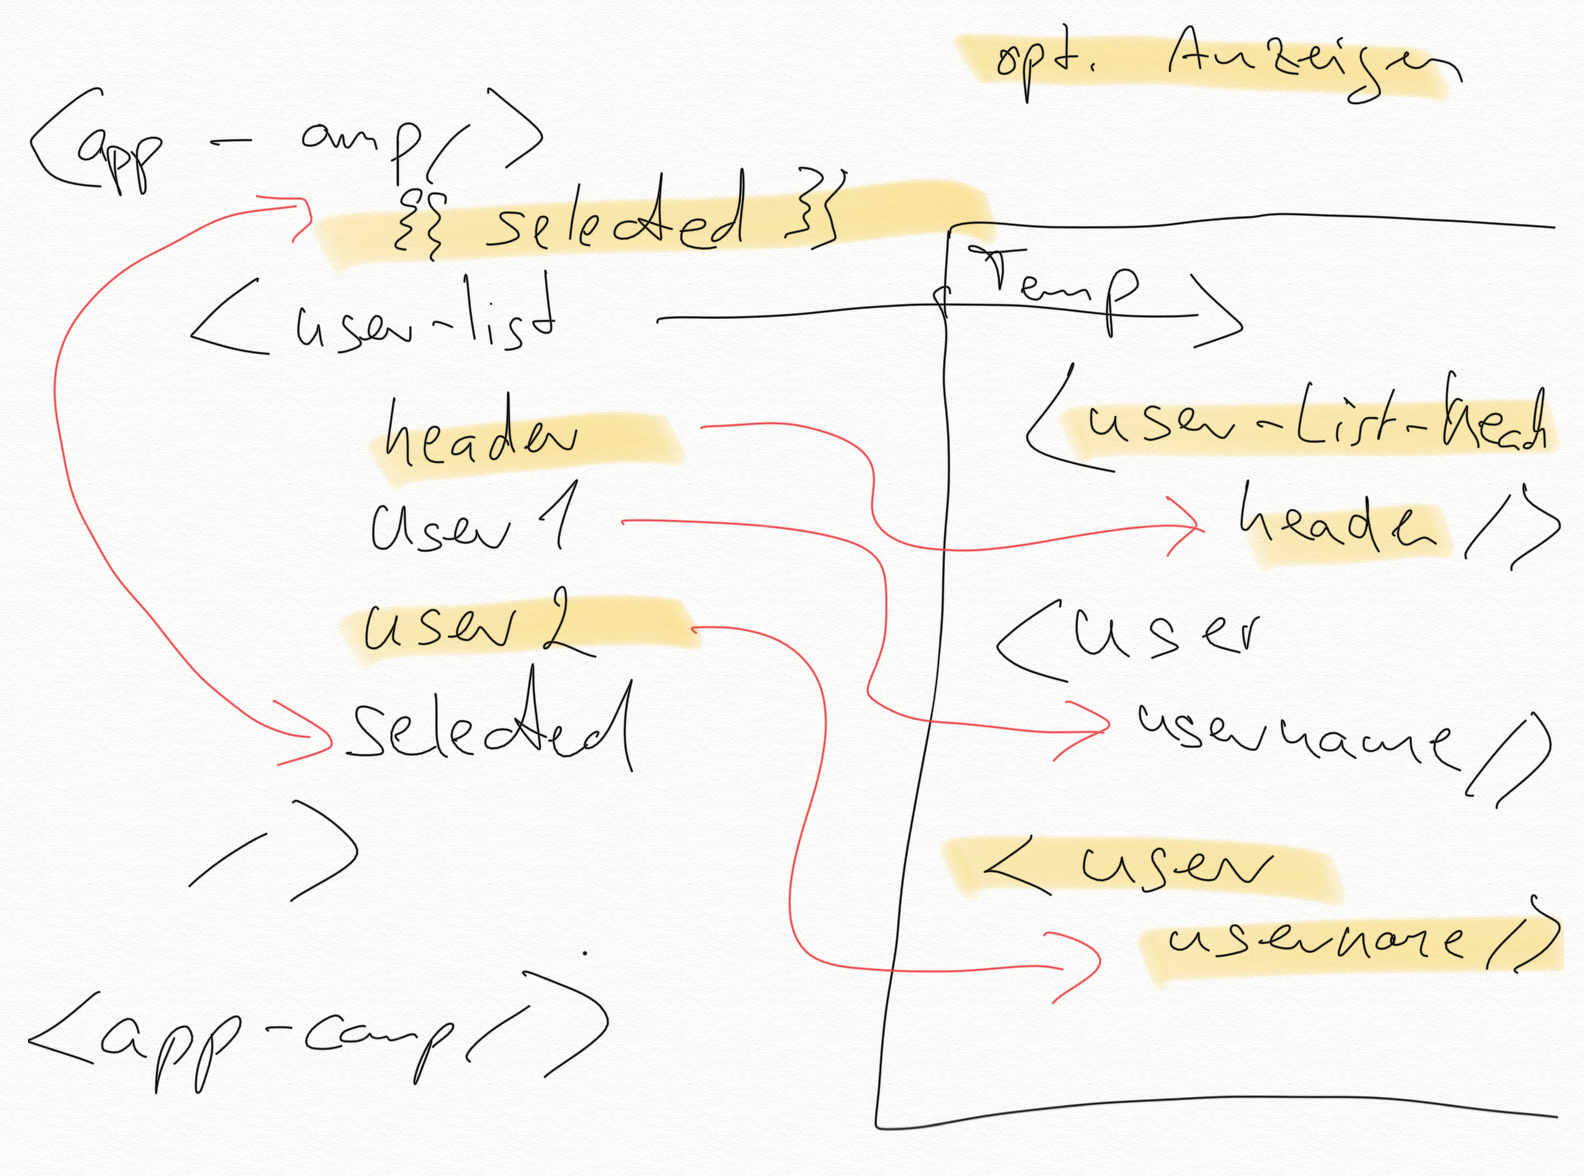 opt. Anzeigen
<app - comp/>
{{ selected }}
<user-list
header
user 1
user 2
selected
/>
<app-comp/>
Temp
<user-List-head
header />
<user
username />
<user
username />